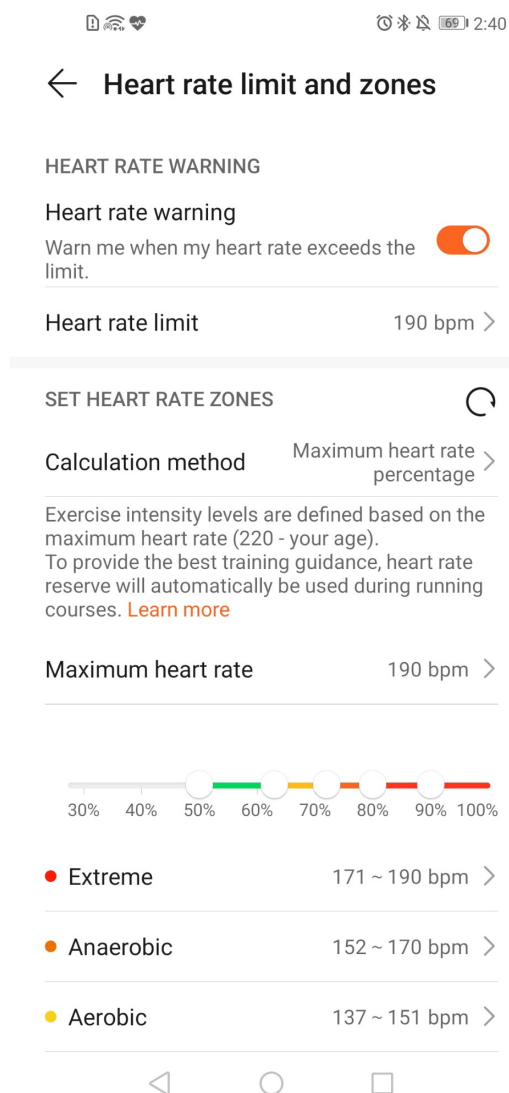 69 2:40
Heart rate limit and zones
HEART RATE WARNING
Heart rate warning
Warn me when my heart rate exceeds the
limit.
Heart rate limit 190 bpm
SET HEART RATE ZONES
Calculation method Maximum heart rate
percentage
Exercise intensity levels are defined based on the
maximum heart rate (220 - your age).
To provide the best training guidance, heart rate
reserve will automatically be used during running
courses. Learn more
Maximum heart rate 190 bpm
30% 40% 50% 60% 70% 80% 90% 100%
Extreme 171 ~ 190 bpm
Anaerobic 152 ~ 170 bpm
Aerobic 137 ~ 151 bpm